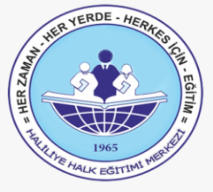 = HER ZAMAN - HER YERDE - HERKES İÇİN - EĞİTİM =
1965
HALİLİYE HALK EĞİTİMİ MERKEZİ